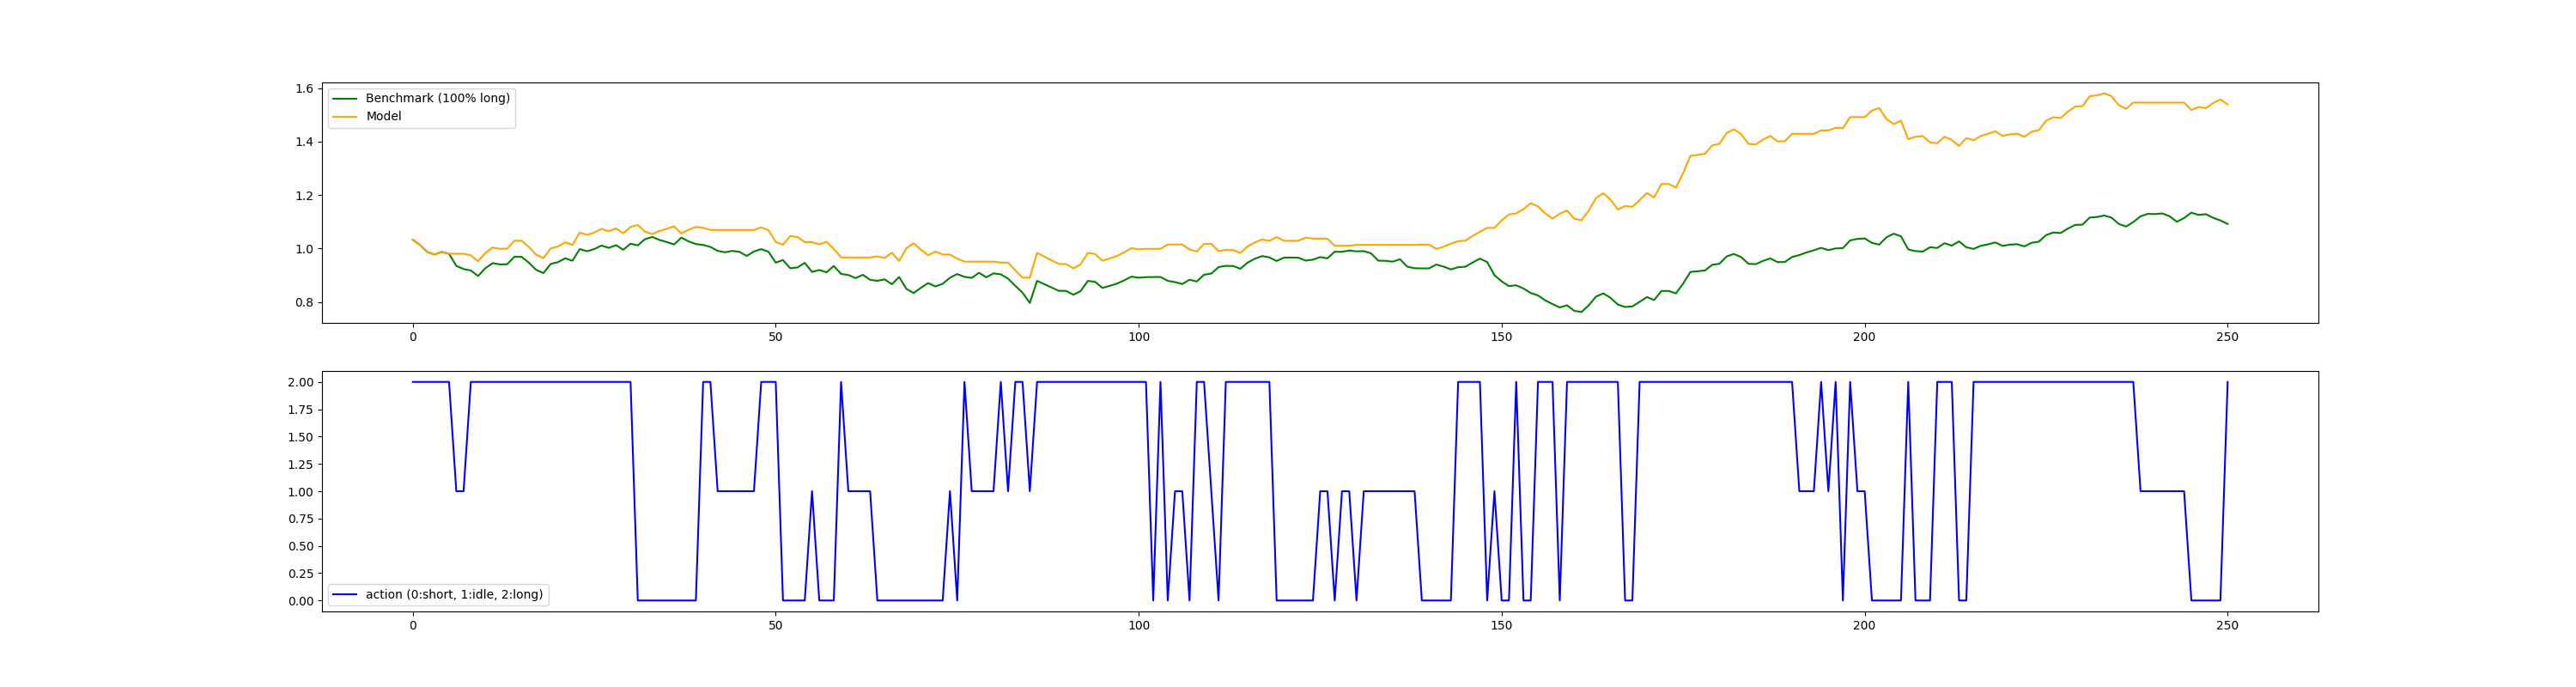 1.6
1.4
1.2
1.0
0.8
Benchmark (100% long)
Model
0 50 100 150 200 250
2.00
1.75
1.50
1.25
1.00
0.75
0.50
0.25
0.00
action (0:short, 1:idle, 2:long)
0 50 100 150 200 250